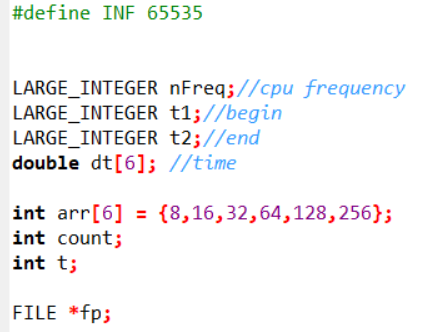 #define INF 65535
LARGE_INTEGER nFreq;//cpu frequency
LARGE_INTEGER t1;//begin
LARGE_INTEGER t2;//end
double dt[6]; //time
int arr[6] = {8,16,32,64,128,256};
int count;
int t;
FILE *fp;